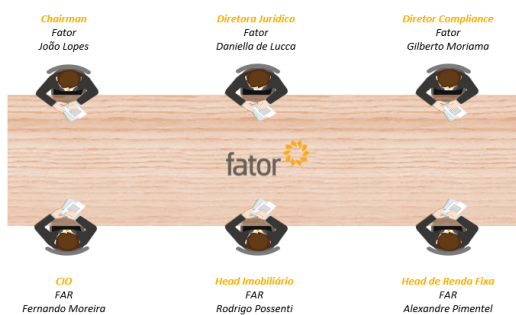 Chairman
Fator
João Lopes
Diretora Jurídico
Fator
Daniella de Lucca
Diretor Compliance
Fator
Gilberto Moriama
fator
CIO
FAR
Fernando Moreira
Head Imobiliário
FAR
Rodrigo Possenti
Head de Renda Fixa
FAR
Alexandre Pimentel